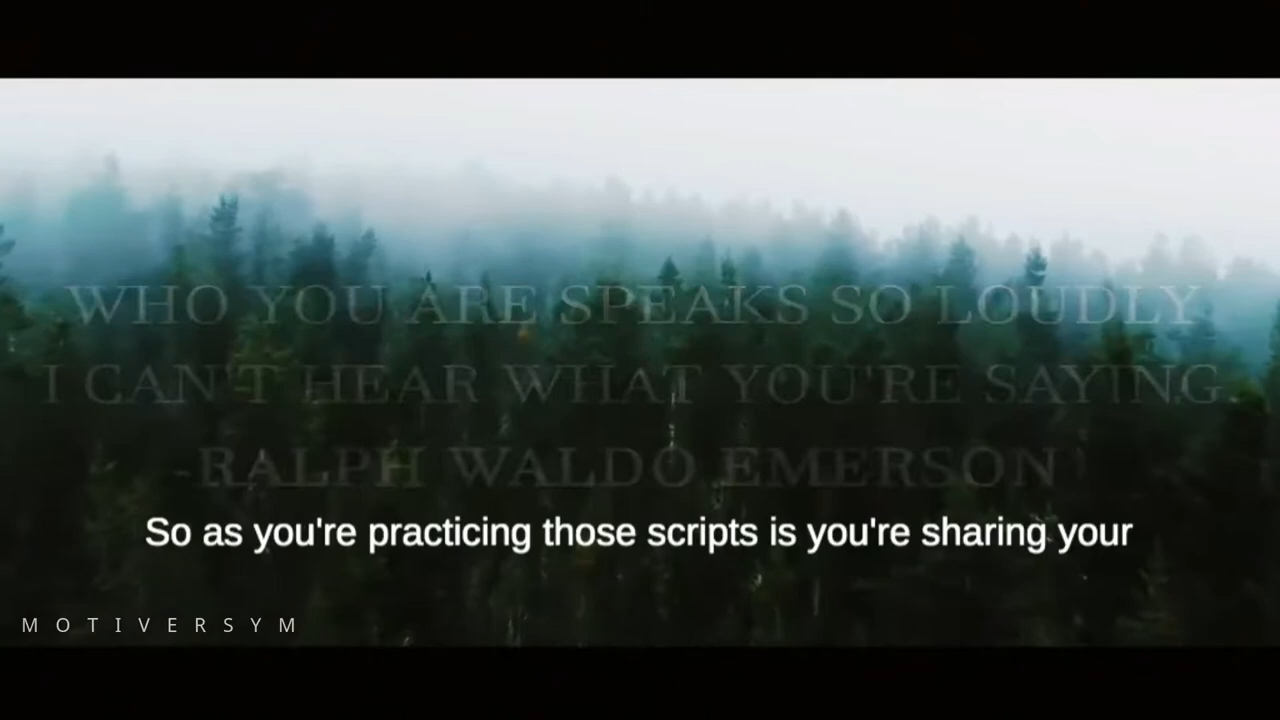 WHO YOU ARE SPEAKS SO LOUDLY
I CAN'T HEAR WHAT YOU'RE SAYING
-RALPH WALDO EMERSON
So as you're practicing those scripts is you're sharing your
MOTIVERSYM